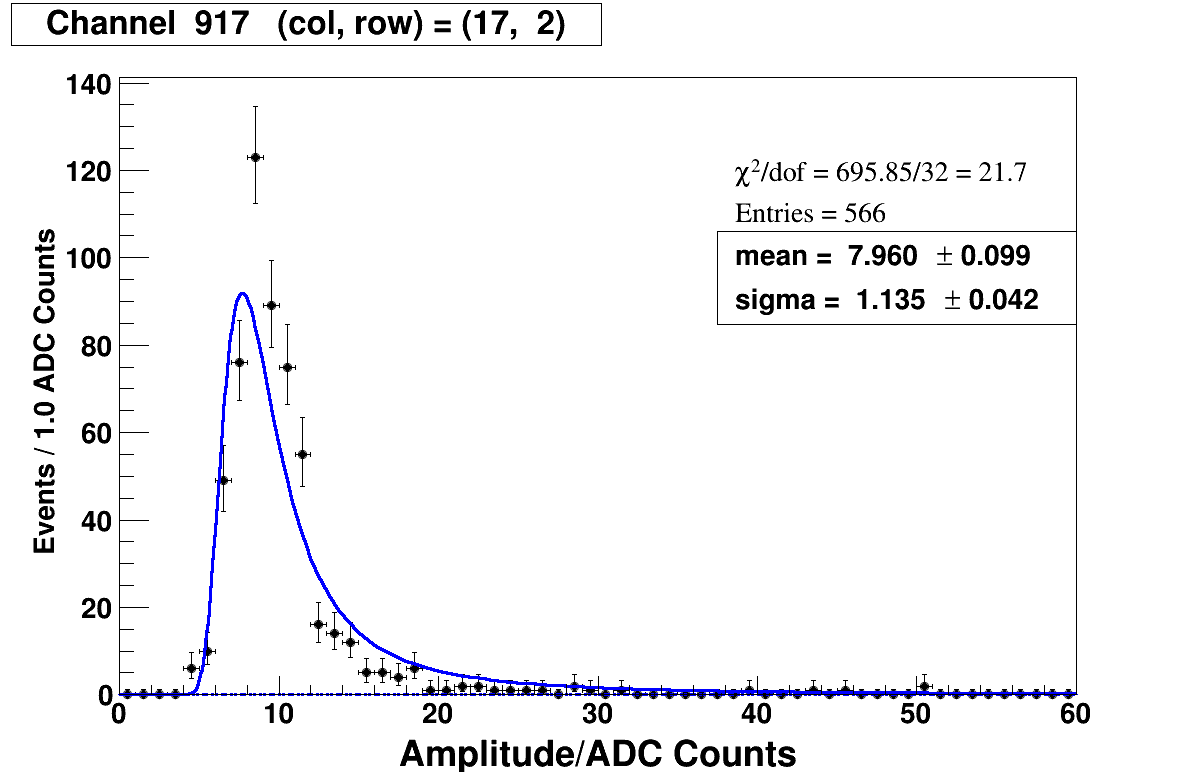 Channel 917 (col, row) = (17, 2)
140
120
100
80
60
40
20
0
Events / 1.0 ADC Counts
χ²/dof = 695.85/32 = 21.7
Entries = 566
mean = 7.960 ± 0.099
sigma = 1.135 ± 0.042
0 10 20 30 40 50 60
Amplitude/ADC Counts